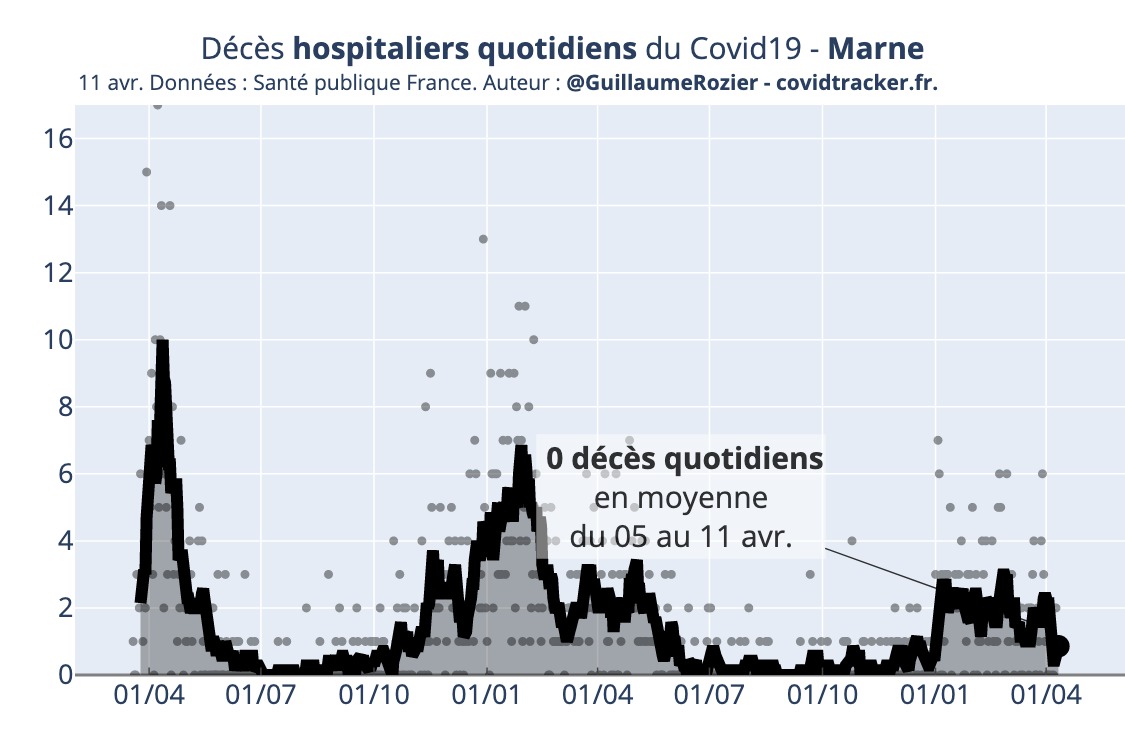 Décès hospitaliers quotidiens du Covid19 - Marne
11 avr. Données : Santé publique France. Auteur : @GuillaumeRozier - covidtracker.fr.
16
14
12
10
8
6
4
2
0
0 décès quotidiens
en moyenne
du 05 au 11 avr.
01/04 01/07 01/10 01/01 01/04 01/07 01/10 01/01 01/04